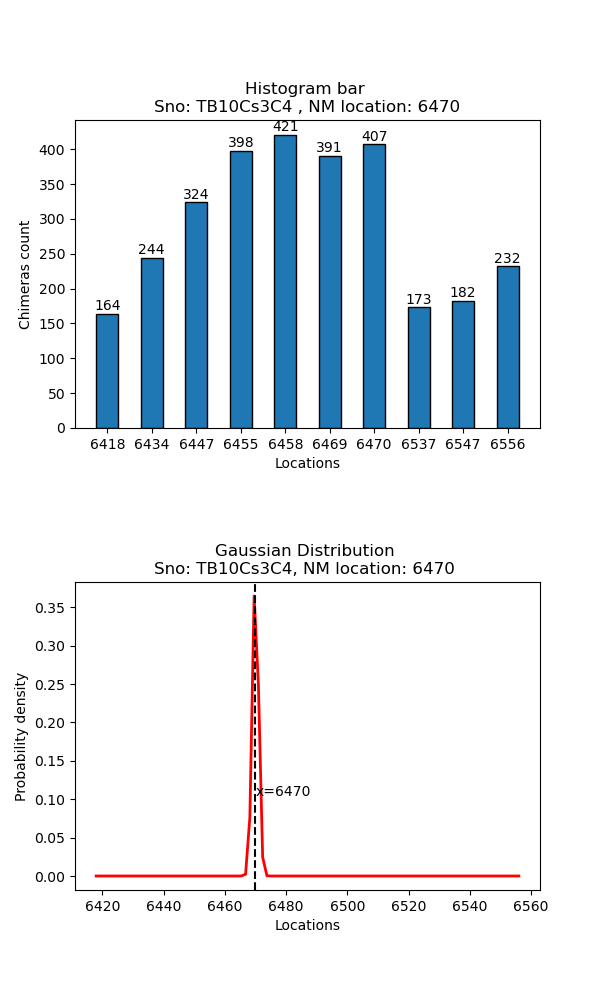 Histogram bar
Sno: TB10Cs3C4 , NM location: 6470
Chimeras count
400
350
300
250
200
150
100
50
0
164
244
324
398
421
391
407
173
182
232
6418 6434 6447 6455 6458 6469 6470 6537 6547 6556
Locations
Gaussian Distribution
Sno: TB10Cs3C4, NM location: 6470
Probability density
0.35
0.30
0.25
0.20
0.15
0.10
0.05
0.00
x=6470
6420 6440 6460 6480 6500 6520 6540 6560
Locations